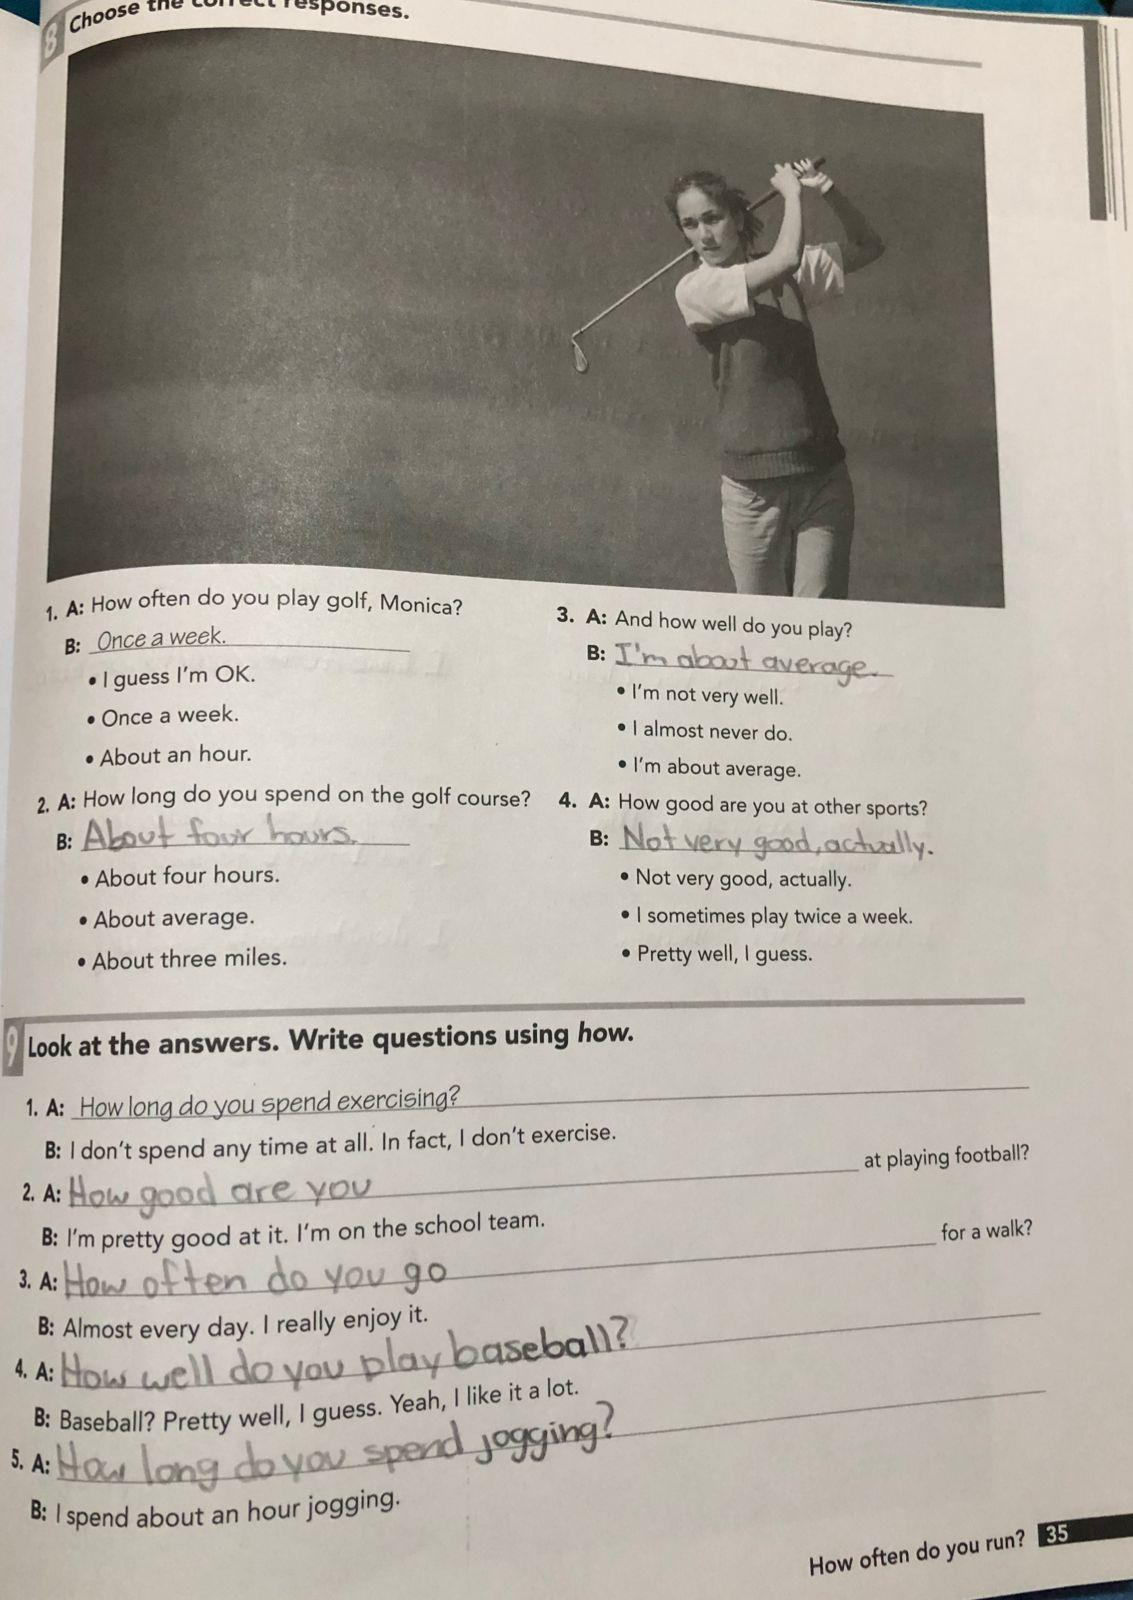 8 Choose the correct responses.
1. A: How often do you play golf, Monica?
B: Once a week.
• I guess I'm OK.
• Once a week.
• About an hour.
2. A: How long do you spend on the golf course?
B: About four hours.
• About four hours.
• About average.
• About three miles.
3. A: And how well do you play?
B: I'm about average.
• I'm not very well.
• I almost never do.
• I'm about average.
4. A: How good are you at other sports?
B: Not very good, actually.
• Not very good, actually.
• I sometimes play twice a week.
• Pretty well, I guess.
9 Look at the answers. Write questions using how.
1. A: How long do you spend exercising?
B: I don't spend any time at all. In fact, I don't exercise.
2. A: How good are you at playing football?
B: I'm pretty good at it. I'm on the school team.
3. A: How often do you go for a walk?
B: Almost every day. I really enjoy it.
4. A: How well do you play baseball?
B: Baseball? Pretty well, I guess. Yeah, I like it a lot.
5. A: How long do you spend jogging?
B: I spend about an hour jogging.
How often do you run? 35